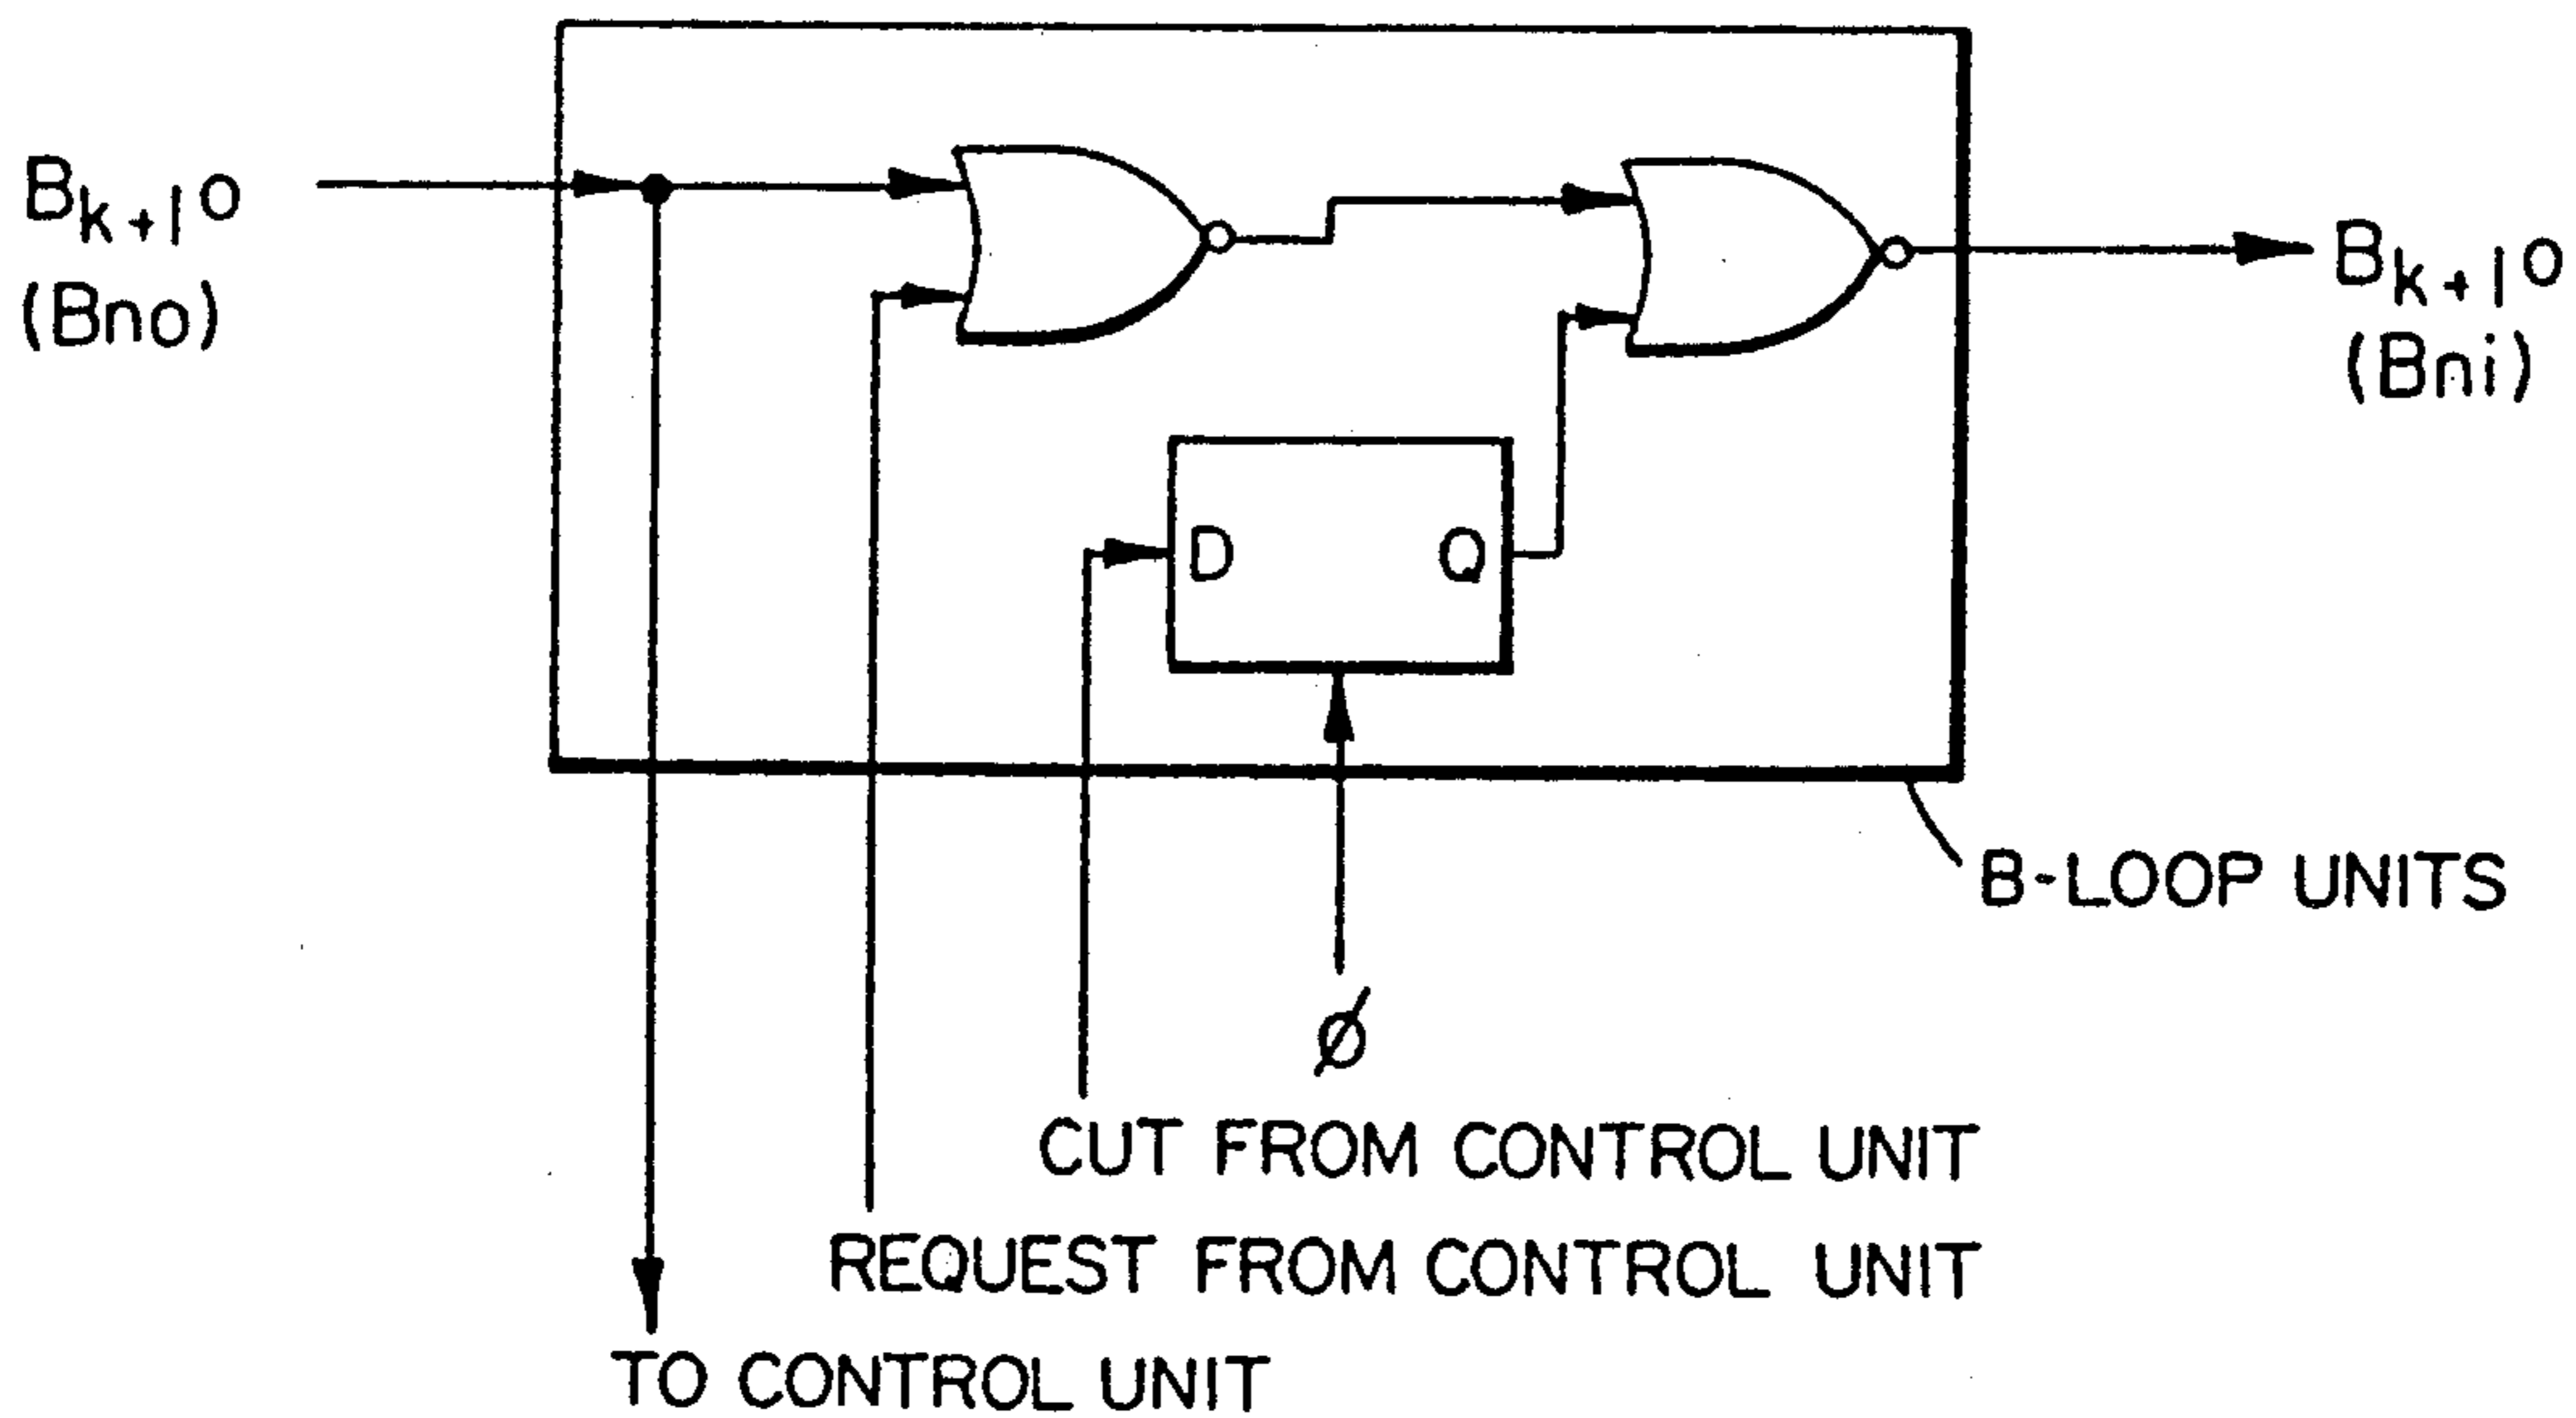 Bk+1o
(Bno)
Bk+1o
(Bni)
D Q
B-LOOP UNITS
ø
CUT FROM CONTROL UNIT
REQUEST FROM CONTROL UNIT
TO CONTROL UNIT